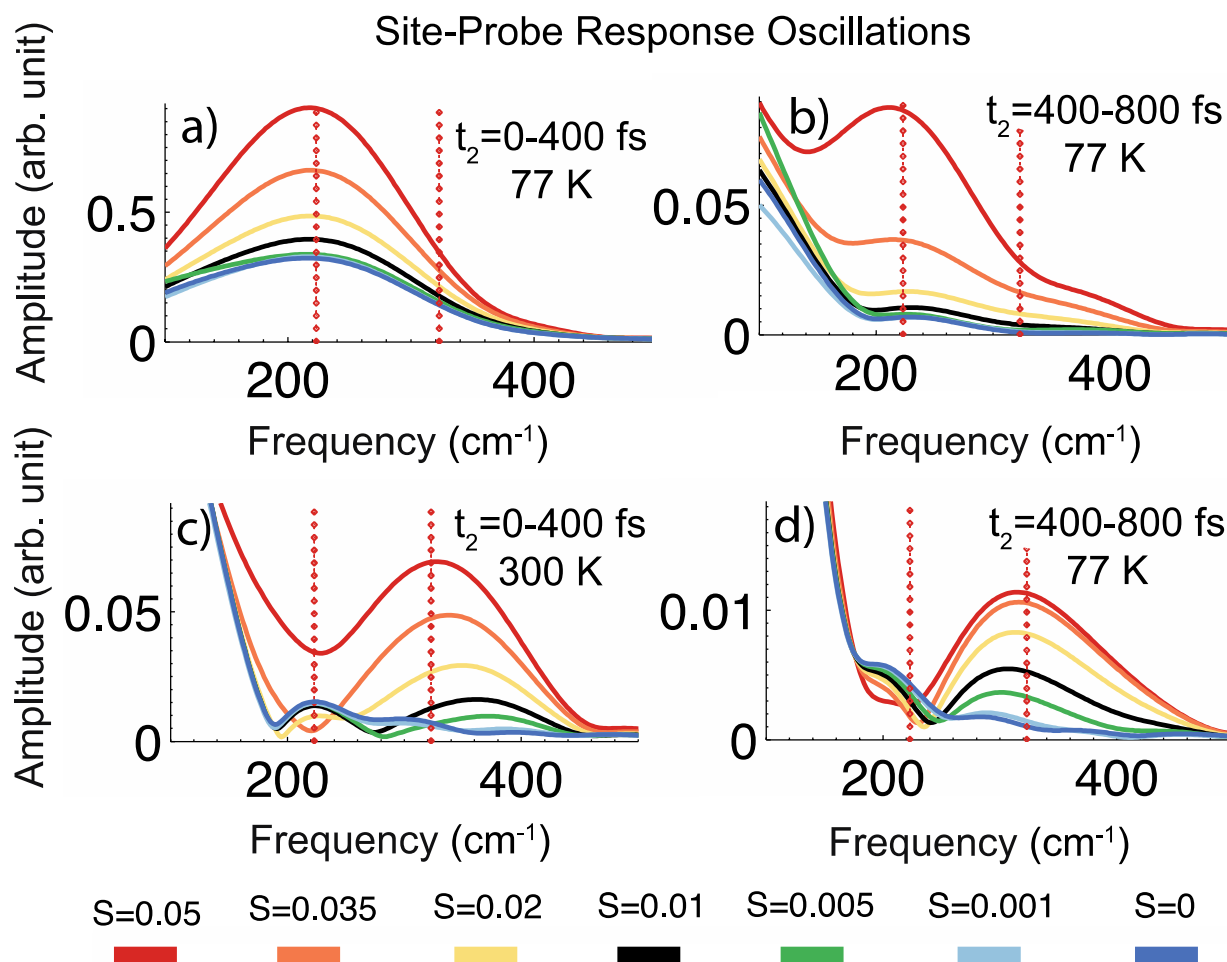 Site-Probe Response Oscillations
Amplitude (arb. unit)
a)
t2=0-400 fs
77 K
0.5
0
200
400
Frequency (cm-1)
b)
t2=400-800 fs
77 K
0.05
0
200
400
Frequency (cm-1)
Amplitude (arb. unit)
c)
t2=0-400 fs
300 K
0.05
0
200
400
Frequency (cm-1)
d)
t2=400-800 fs
77 K
0.01
0
200
400
Frequency (cm-1)
S=0.05 S=0.035 S=0.02 S=0.01 S=0.005 S=0.001 S=0